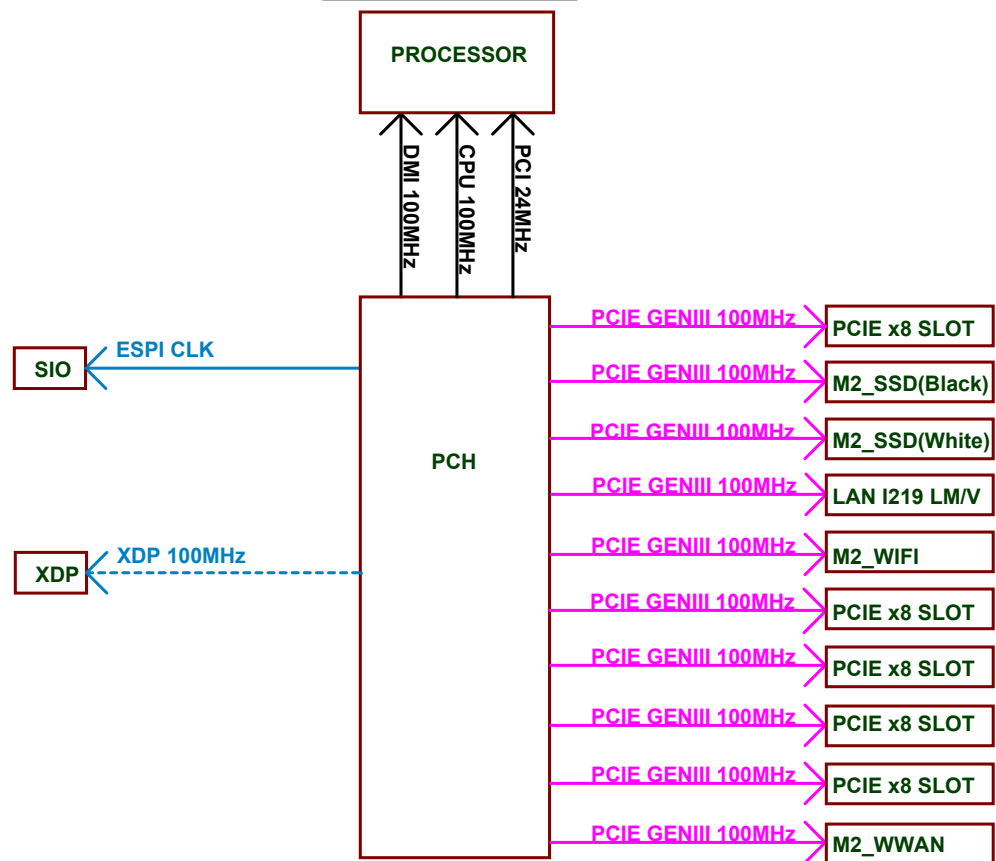 PROCESSOR
DMI 100MHz
CPU 100MHz
PCI 24MHz
PCIE GENIII 100MHz
PCIE x8 SLOT
ESPI CLK
SIO
PCIE GENIII 100MHz
M2_SSD(Black)
PCIE GENIII 100MHz
M2_SSD(White)
PCH
PCIE GENIII 100MHz
LAN I219 LM/V
XDP 100MHz
XDP
PCIE GENIII 100MHz
M2_WIFI
PCIE GENIII 100MHz
PCIE x8 SLOT
PCIE GENIII 100MHz
PCIE x8 SLOT
PCIE GENIII 100MHz
PCIE x8 SLOT
PCIE GENIII 100MHz
PCIE x8 SLOT
PCIE GENIII 100MHz
M2_WWAN